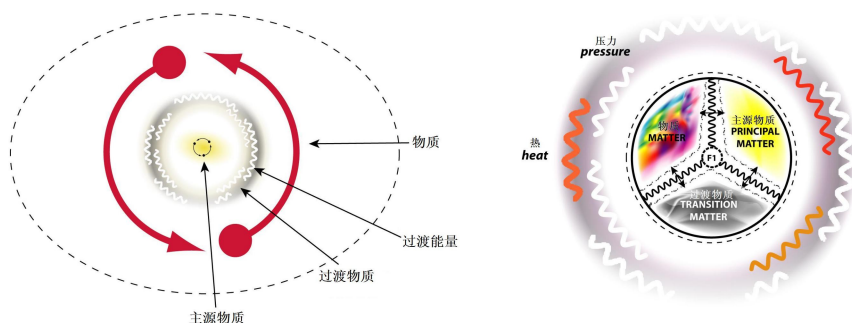 物质
过渡能量
过渡物质
主源物质
压力
pressure
热
heat
物质
MATTER
主源物质
PRINCIPAL
MATTER
F1
过渡物质
TRANSITION
MATTER